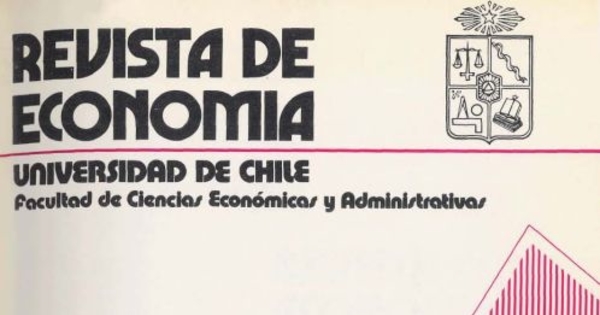 REVISTA DE
ECONOMIA
UNIVERSIDAD DE CHILE
Facultad de Ciencias Económicas y Administrativas